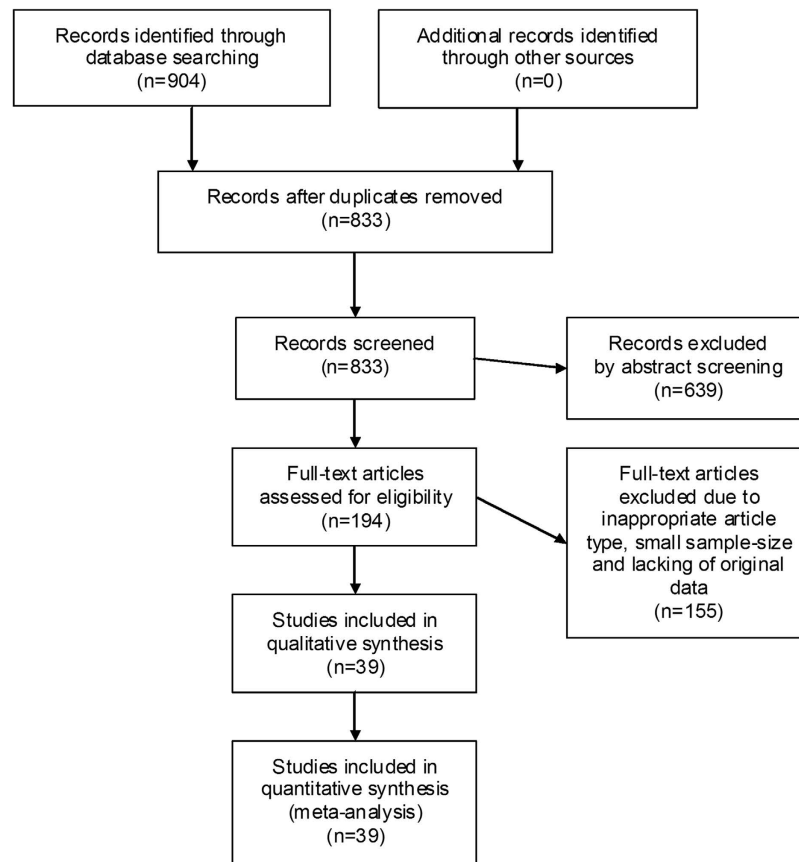 Records identified through
database searching
(n=904)
Additional records identified
through other sources
(n=0)
Records after duplicates removed
(n=833)
Records screened
(n=833)
Records excluded
by abstract screening
(n=639)
Full-text articles
assessed for eligibility
(n=194)
Full-text articles
excluded due to
inappropriate article
type, small sample-size
and lacking of original
data
(n=155)
Studies included in
qualitative synthesis
(n=39)
Studies included in
quantitative synthesis
(meta-analysis)
(n=39)